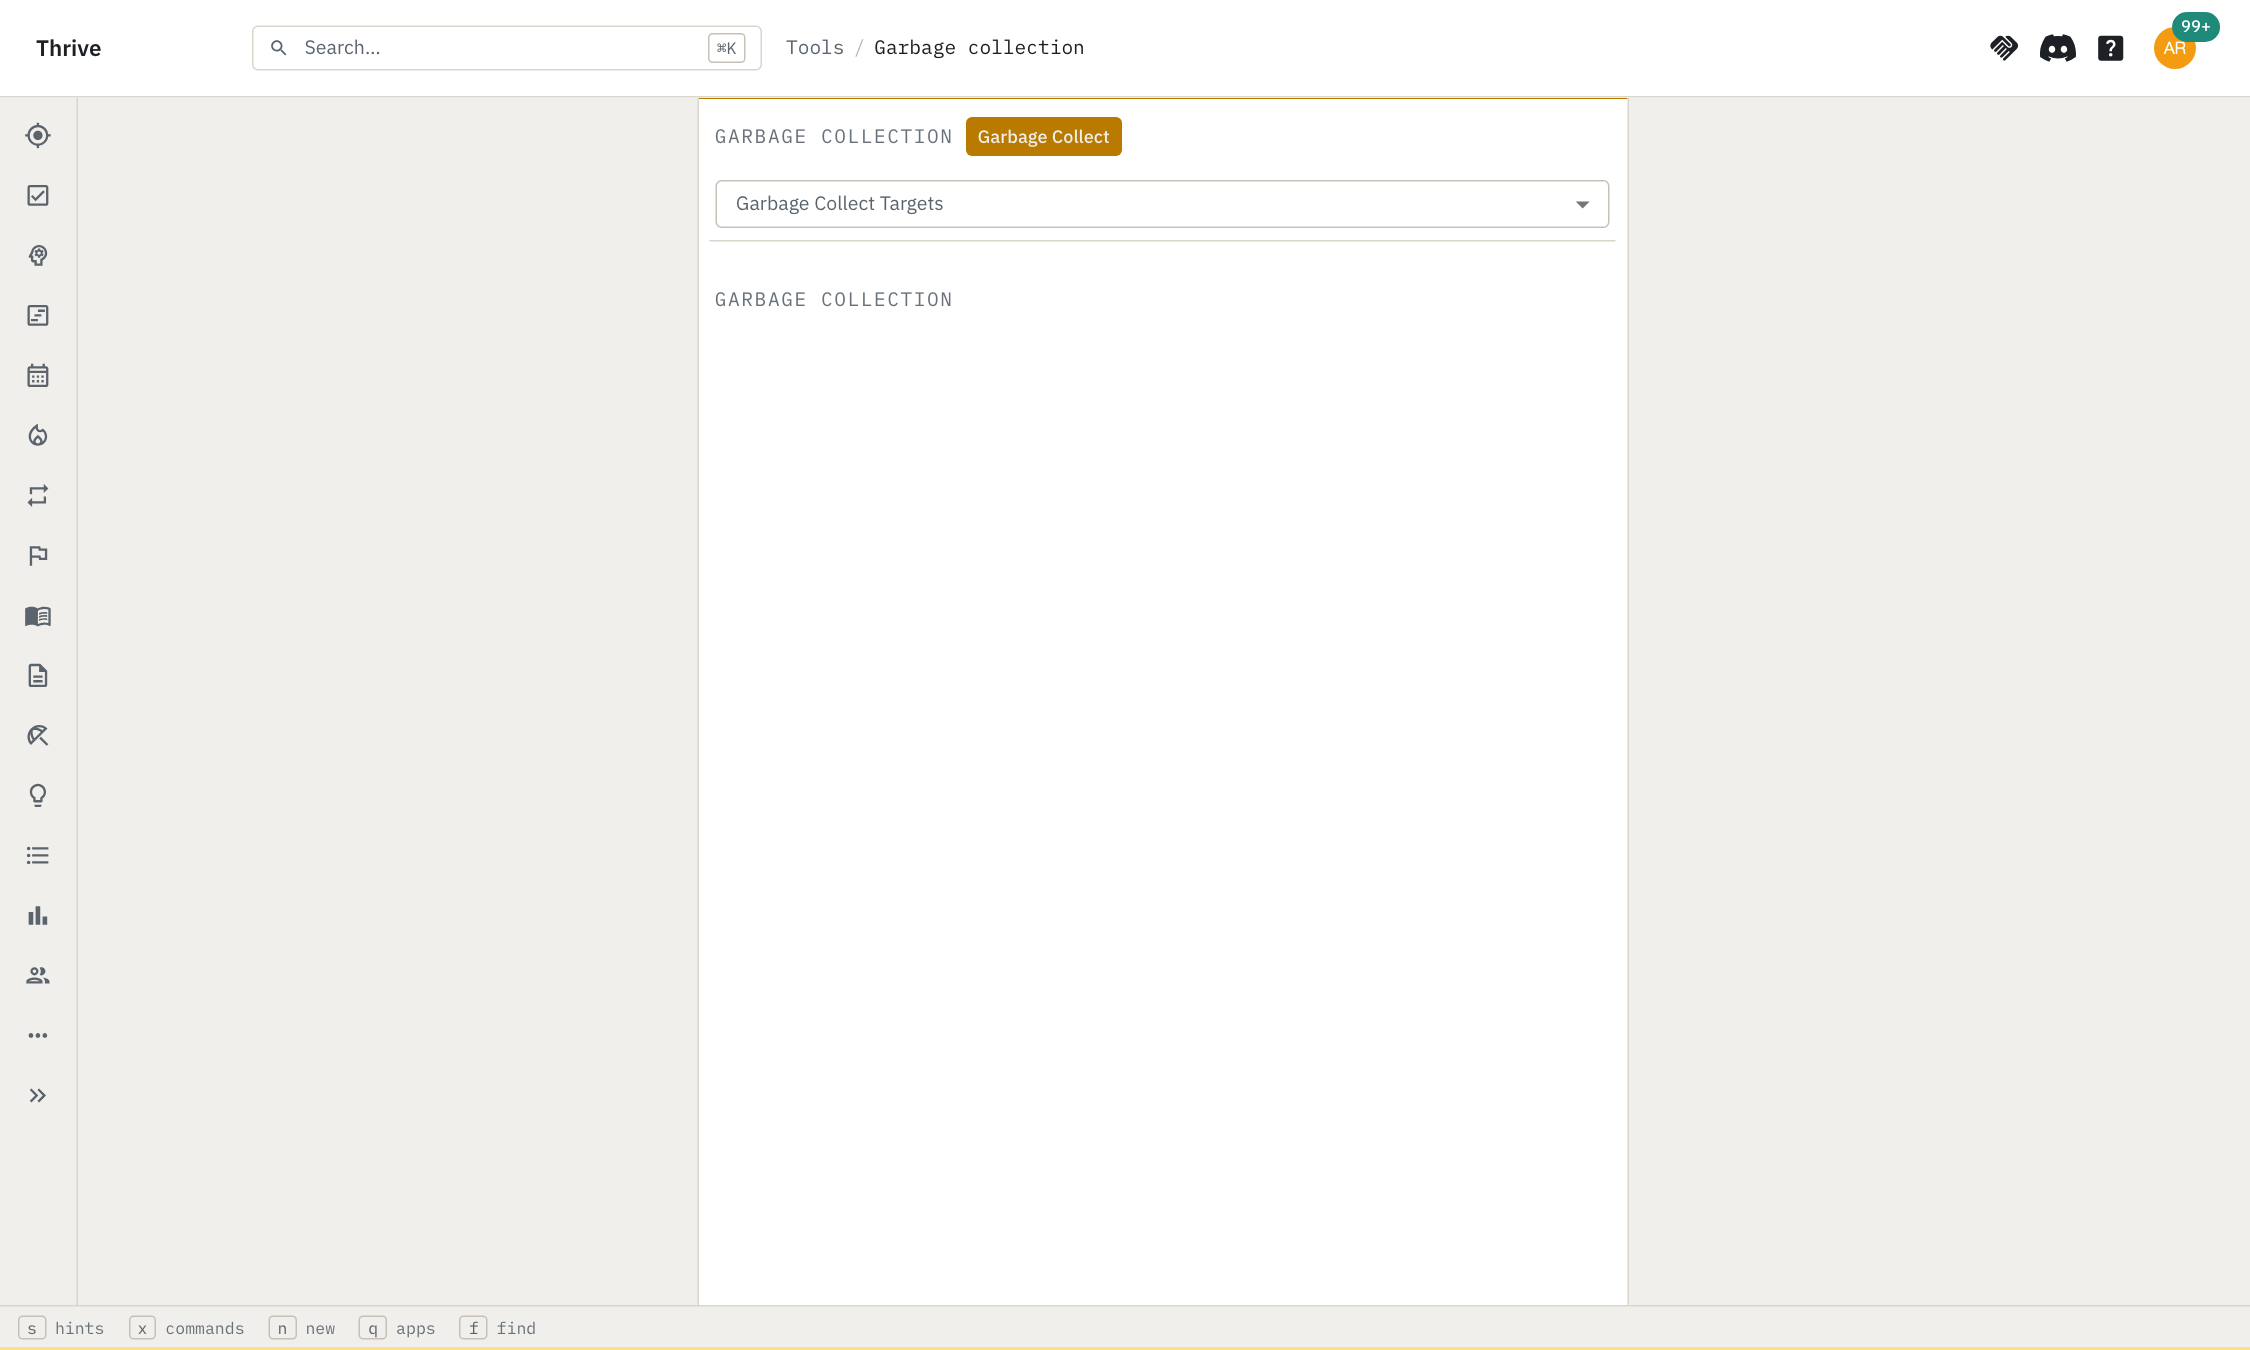 Thrive
Search...
⌘K
Tools / Garbage collection
?
AR
99+
GARBAGE COLLECTION
Garbage Collect
Garbage Collect Targets
GARBAGE COLLECTION
s hints
x commands
n new
q apps
f find